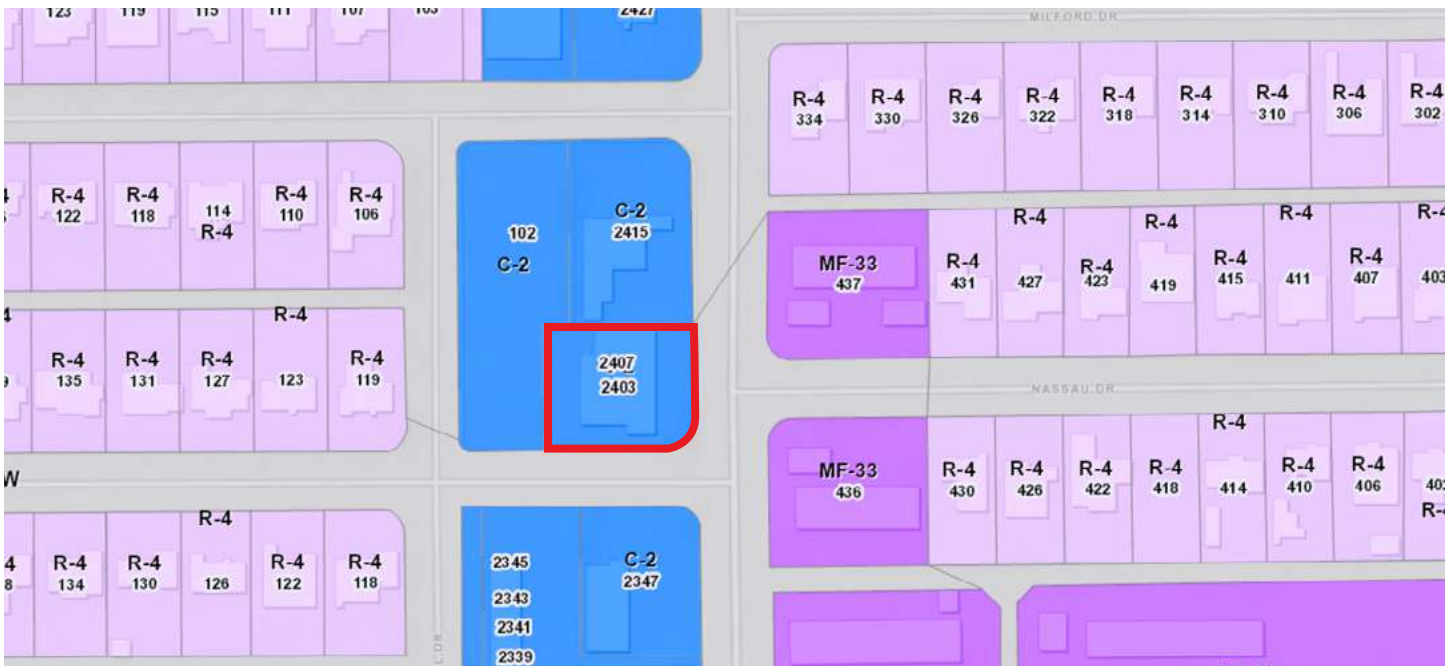 123 119 115 111 107 103 2427
MILFORD DR
R-4 R-4 R-4 R-4 R-4 R-4 R-4 R-4 R-4
334 330 326 322 318 314 310 306 302
R-4 R-4 R-4 R-4 R-4
122 118 114 110 106
R-4
C-2
2415
102
C-2
R-4 R-4 R-4
MF-33 R-4 R-4 R-4 R-4
437 431 427 423 419 415 411 407 403
R-4
R-4 R-4 R-4 R-4
135 131 127 123 119
2407
2403
NASSAU DR
R-4
MF-33 R-4 R-4 R-4 R-4 R-4 R-4
436 430 426 422 418 414 410 406
W
R-4
R-4 R-4 R-4 R-4
134 130 126 122 118
2345
2343
2341
2339
C-2
2347